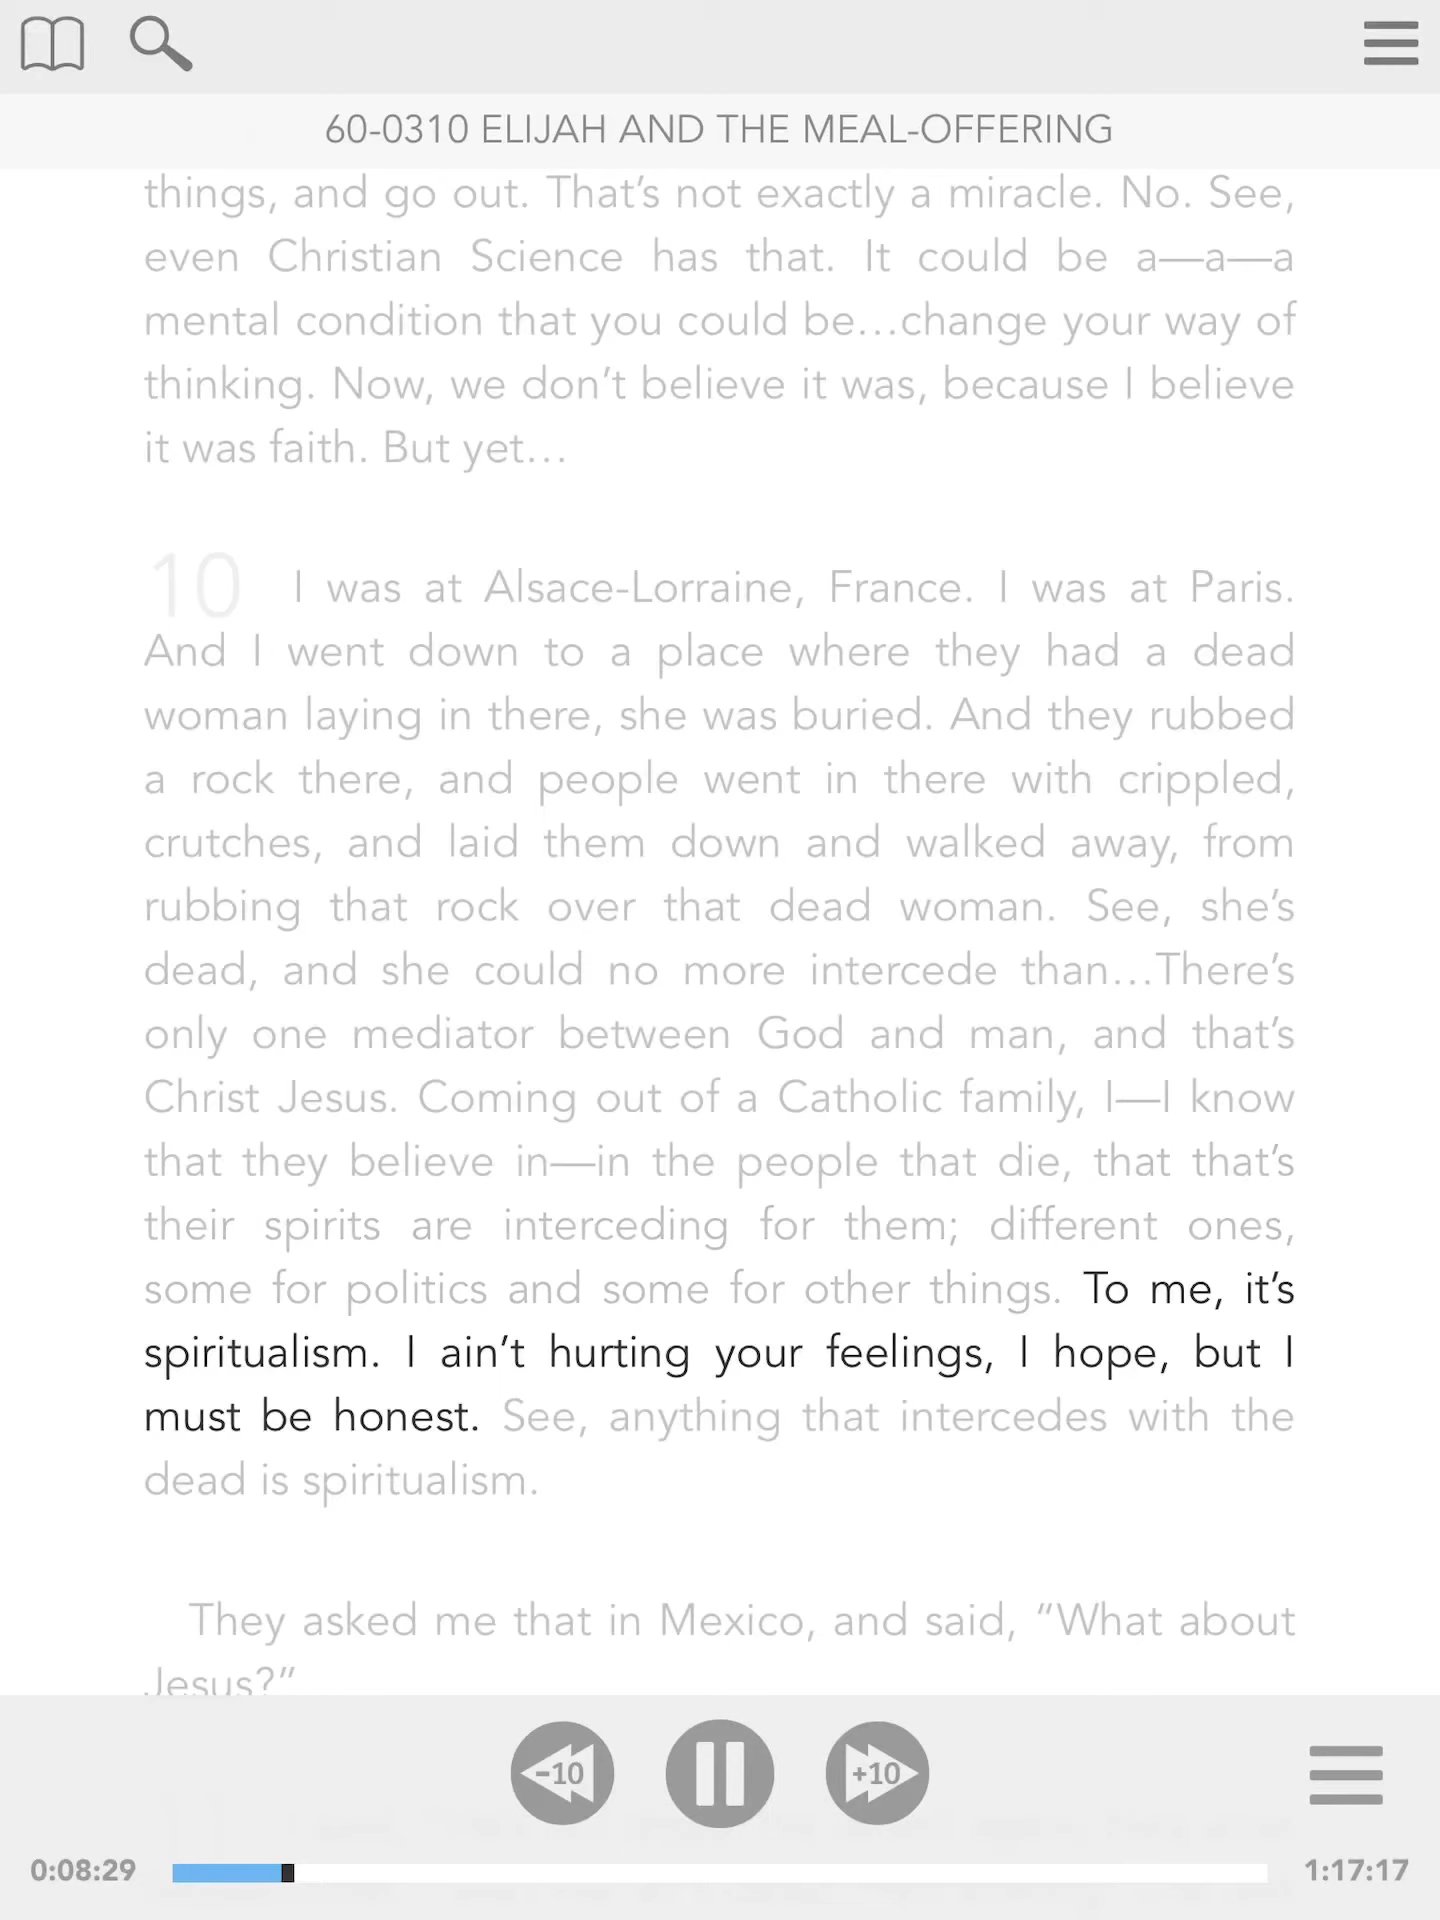 60-0310 ELIJAH AND THE MEAL-OFFERING
things, and go out. That’s not exactly a miracle. No. See,
even Christian Science has that. It could be a—a—a
mental condition that you could be…change your way of
thinking. Now, we don’t believe it was, because I believe
it was faith. But yet…
10 I was at Alsace-Lorraine, France. I was at Paris.
And I went down to a place where they had a dead
woman laying in there, she was buried. And they rubbed
a rock there, and people went in there with crippled,
crutches, and laid them down and walked away, from
rubbing that rock over that dead woman. See, she’s
dead, and she could no more intercede than…There’s
only one mediator between God and man, and that’s
Christ Jesus. Coming out of a Catholic family, I—I know
that they believe in—in the people that die, that that’s
their spirits are interceding for them; different ones,
some for politics and some for other things. To me, it’s
spiritualism. I ain’t hurting your feelings, I hope, but I
must be honest. See, anything that intercedes with the
dead is spiritualism.
They asked me that in Mexico, and said, “What about
Jesus?”
-10 +10
0:08:29 1:17:17